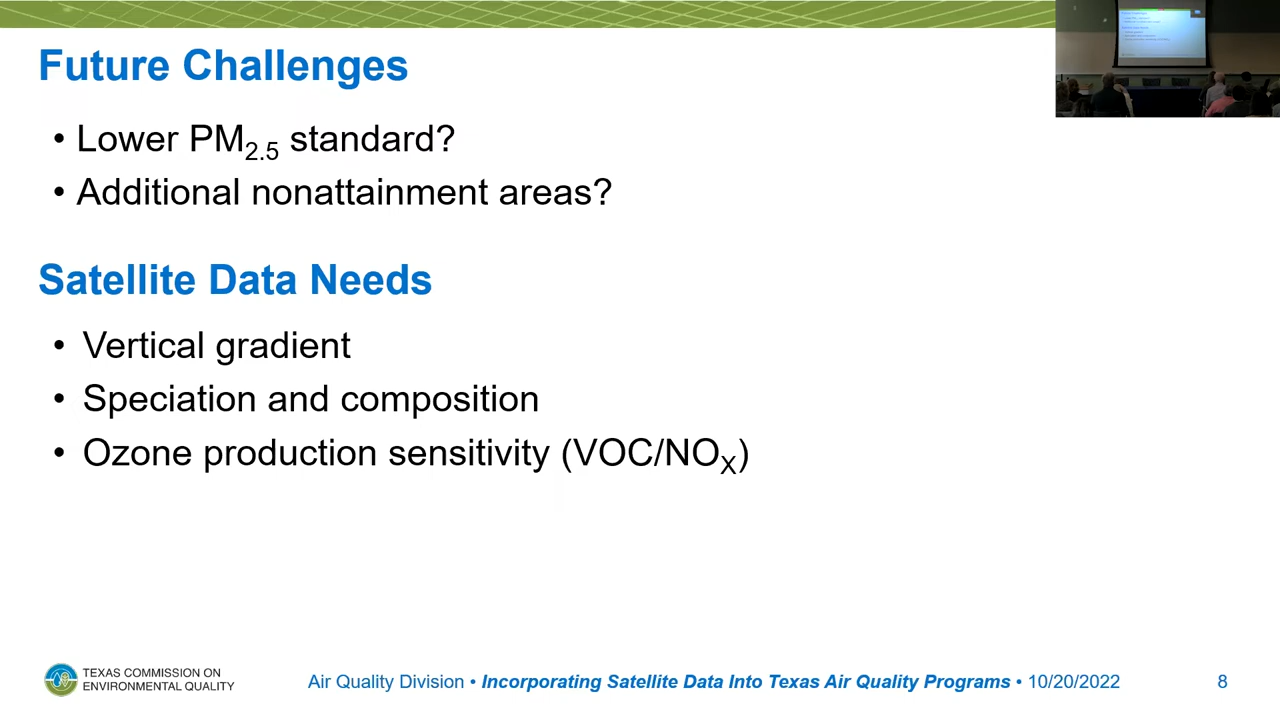 Future Challenges
• Lower PM2.5 standard?
• Additional nonattainment areas?
Satellite Data Needs
• Vertical gradient
• Speciation and composition
• Ozone production sensitivity (VOC/NOX)
TEXAS COMMISSION ON
ENVIRONMENTAL QUALITY
Air Quality Division • Incorporating Satellite Data Into Texas Air Quality Programs • 10/20/2022
8